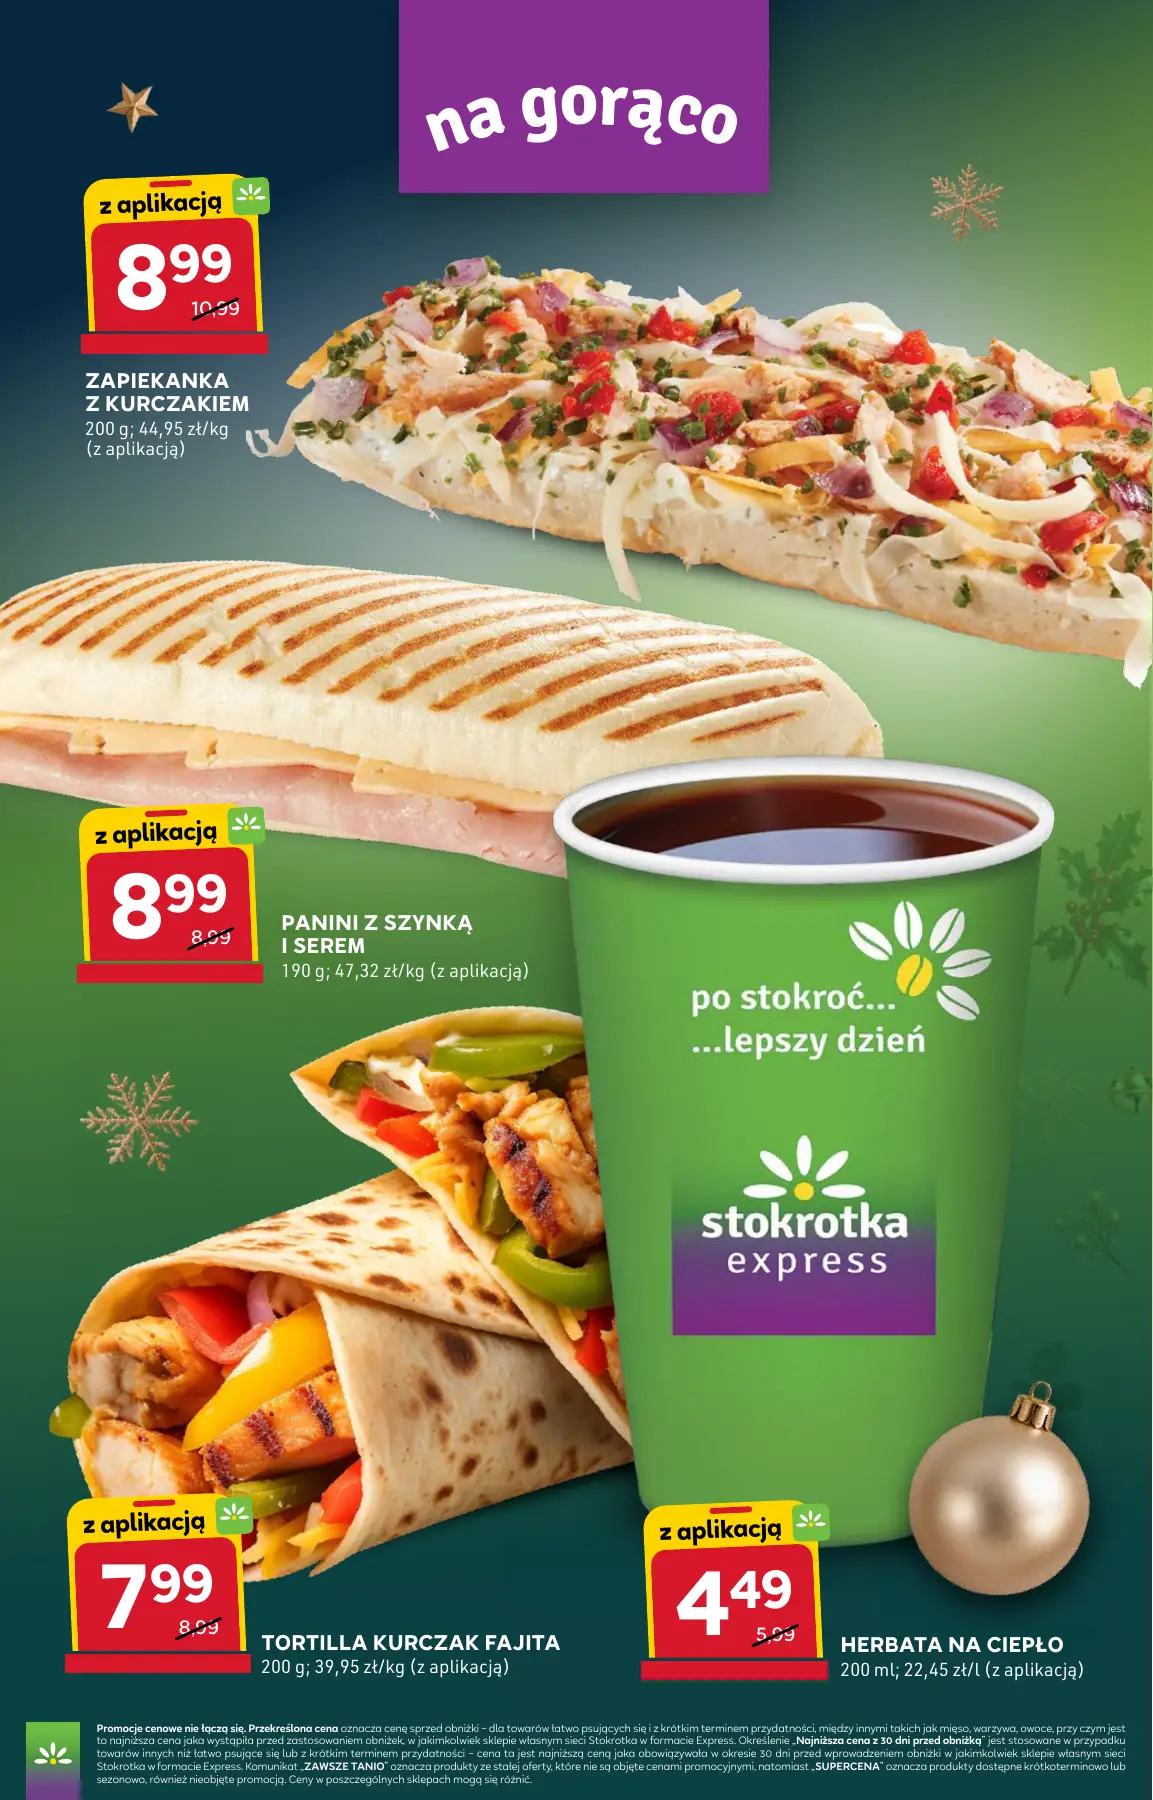 na gorąco
z aplikacją
8 99
10,99
ZAPIEKANKA
Z KURCZAKIEM
200 g; 44,95 zł/kg
(z aplikacją)
z aplikacją
8 99
8,99
PANINI Z SZYNKĄ
I SEREM
190 g; 47,32 zł/kg (z aplikacją)
po stokroć...
...lepszy dzień
stokrotka
express
z aplikacją
7 99
8,99
TORTILLA KURCZAK FAJITA
200 g; 39,95 zł/kg (z aplikacją)
z aplikacją
4 49
5,99
HERBATA NA CIEPŁO
200 ml; 22,45 zł/l (z aplikacją)
Promocje cenowe nie łączą się. Przekreślona cena oznacza cenę sprzed obniżki – dla towarów łatwo psujących się i z krótkim terminem przydatności, między innymi takich jak mięso, warzywa, owoce, przy czym jest
to najniższa cena jaka wystąpiła przed zastosowaniem obniżek, w jakimkolwiek sklepie własnym sieci Stokrotka w formacie Express. Określenie „Najniższa cena z 30 dni przed obniżką" jest stosowane w przypadku
towarów innych niż łatwo psujące się lub z krótkim terminem przydatności – cena ta jest najniższą ceną jaka obowiązywała w okresie 30 dni przed wprowadzeniem obniżki w jakimkolwiek sklepie własnym sieci
Stokrotka w formacie Express. Komunikat „ZAWSZE TANIO" oznacza produkty ze stałej oferty, które nie są objęte cenami promocyjnymi, natomiast „SUPERCENA" oznacza produkty dostępne krótkoterminowo lub
sezonowo, również nieobjęte promocją. Ceny w poszczególnych sklepach mogą się różnić.